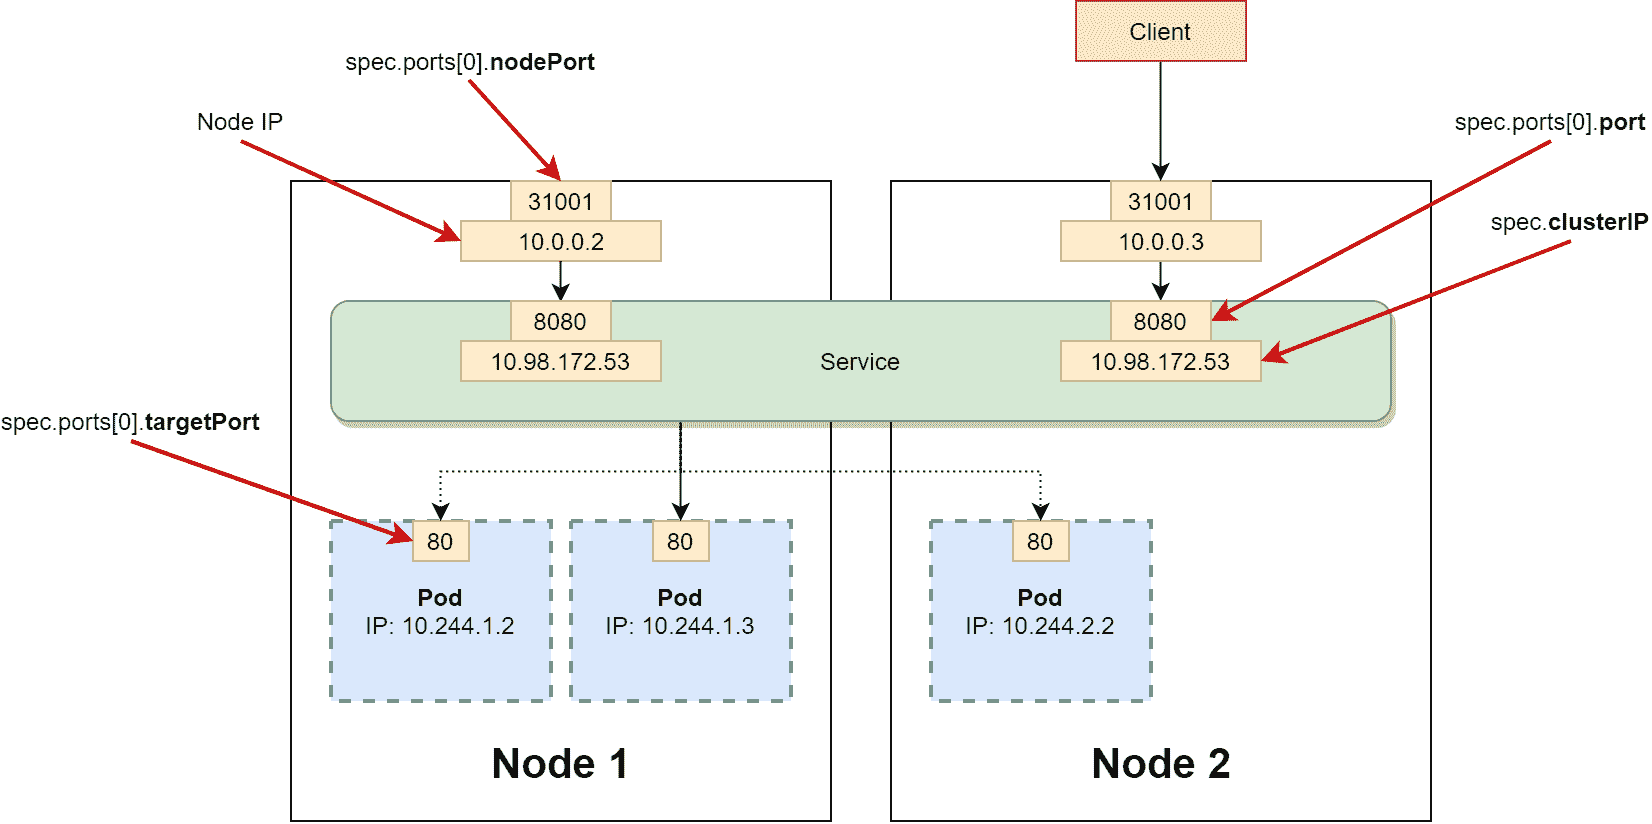 Client
spec.ports[0].nodePort
Node IP
spec.ports[0].port
31001
31001
spec.clusterIP
10.0.0.2
10.0.0.3
8080
8080
10.98.172.53
Service
10.98.172.53
spec.ports[0].targetPort
80
80
80
Pod
IP: 10.244.1.2
Pod
IP: 10.244.1.3
Pod
IP: 10.244.2.2
Node 1
Node 2